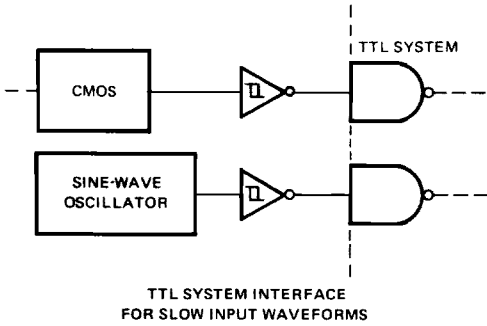 TTL SYSTEM
CMOS
SINE-WAVE
OSCILLATOR
TTL SYSTEM INTERFACE
FOR SLOW INPUT WAVEFORMS